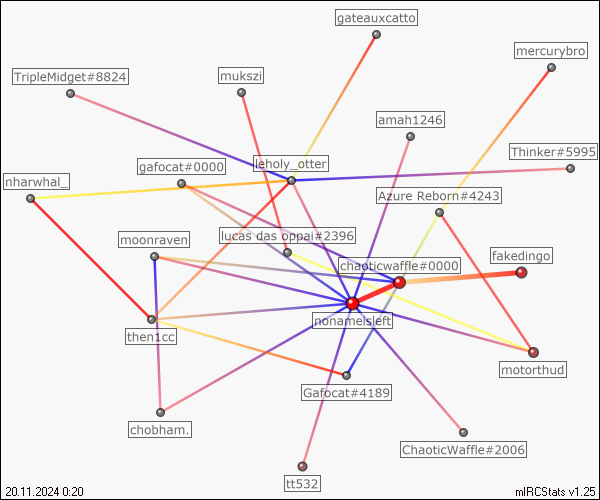 gateauxcatto
mercurybro
TripleMidget#8824
mukszi
amah1246
Thinker#5995
gafocat#0000
leholy_otter
nharwhal_
Azure Reborn#4243
moonraven
lucas das oppai#2396
fakedingo
chaoticwaffle#0000
nonameisleft
then1cc
motorthud
Gafocat#4189
chobham.
ChaoticWaffle#2006
tt532
20.11.2024 0:20
mIRCStats v1.25